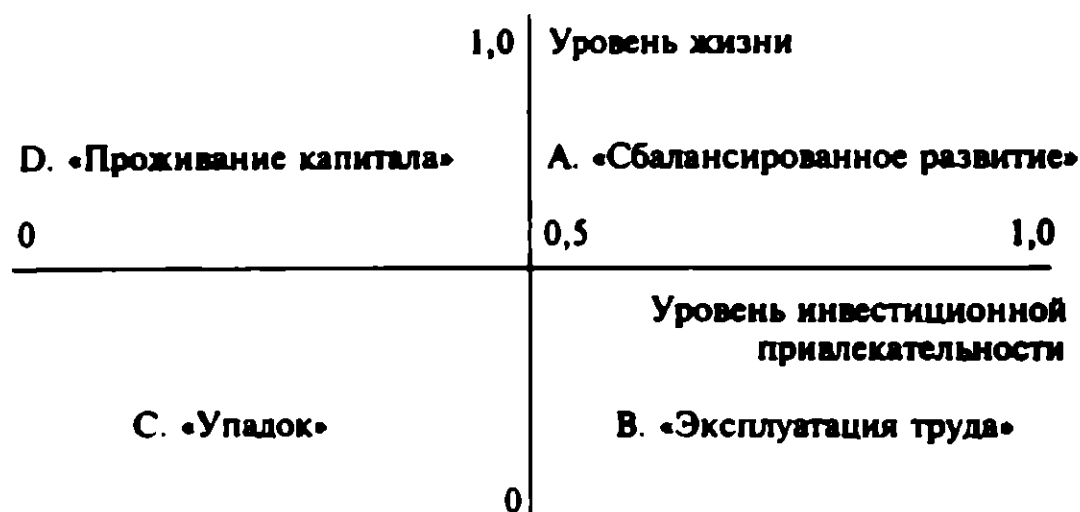 1,0 Уровень жизни
D. «Проживание капитала» A. «Сбалансированное развитие»
0 0,5 1,0
Уровень инвестиционной
привлекательности
C. «Упадок» B. «Эксплуатация труда»
0